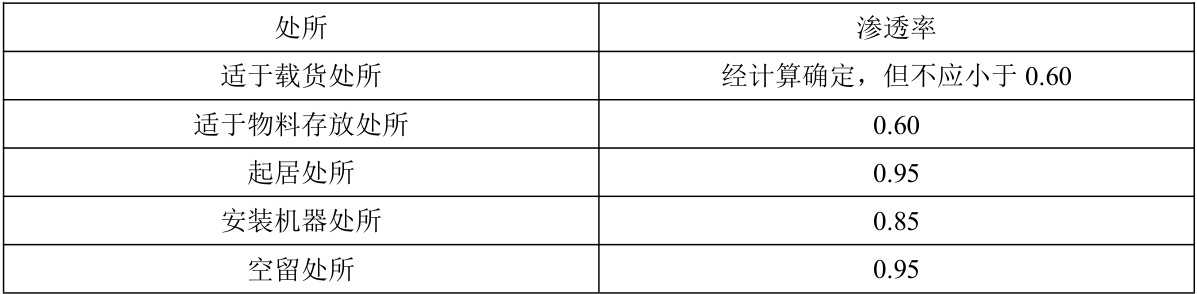 处所 渗透率
适于载货处所 经计算确定，但不应小于 0.60
适于物料存放处所 0.60
起居处所 0.95
安装机器处所 0.85
空留处所 0.95